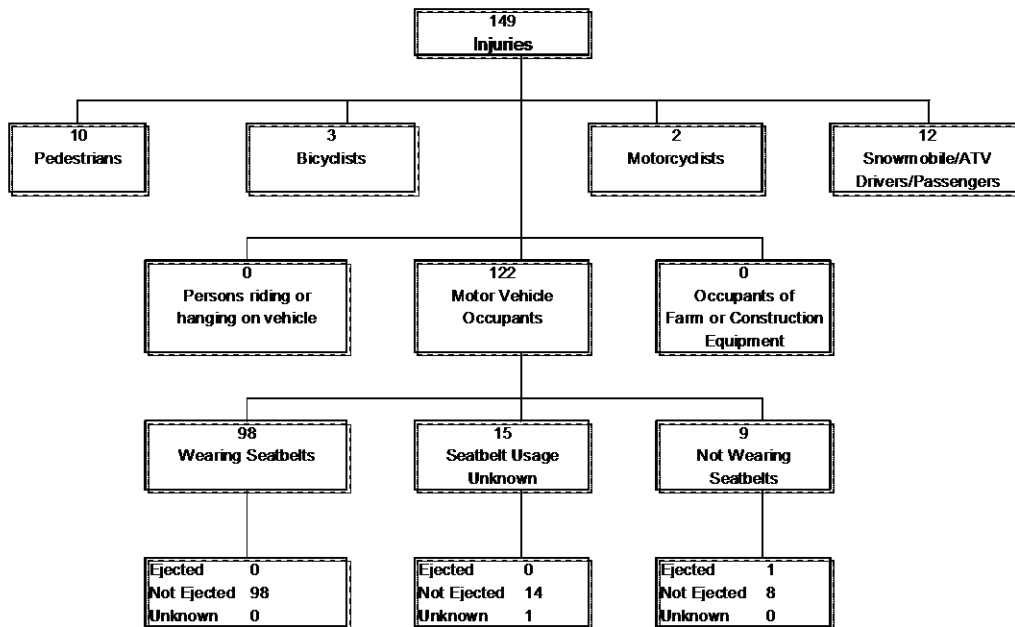 149
Injuries
10
Pedestrians
3
Bicyclists
2
Motorcyclists
12
Snowmobile/ATV
Drivers/Passengers
0
Persons riding or
hanging on vehicle
122
Motor Vehicle
Occupants
0
Occupants of
Farm or Construction
Equipment
98
Wearing Seatbelts
15
Seatbelt Usage
Unknown
9
Not Wearing
Seatbelts
Ejected 0
Not Ejected 98
Unknown 0
Ejected 0
Not Ejected 14
Unknown 1
Ejected 1
Not Ejected 8
Unknown 0